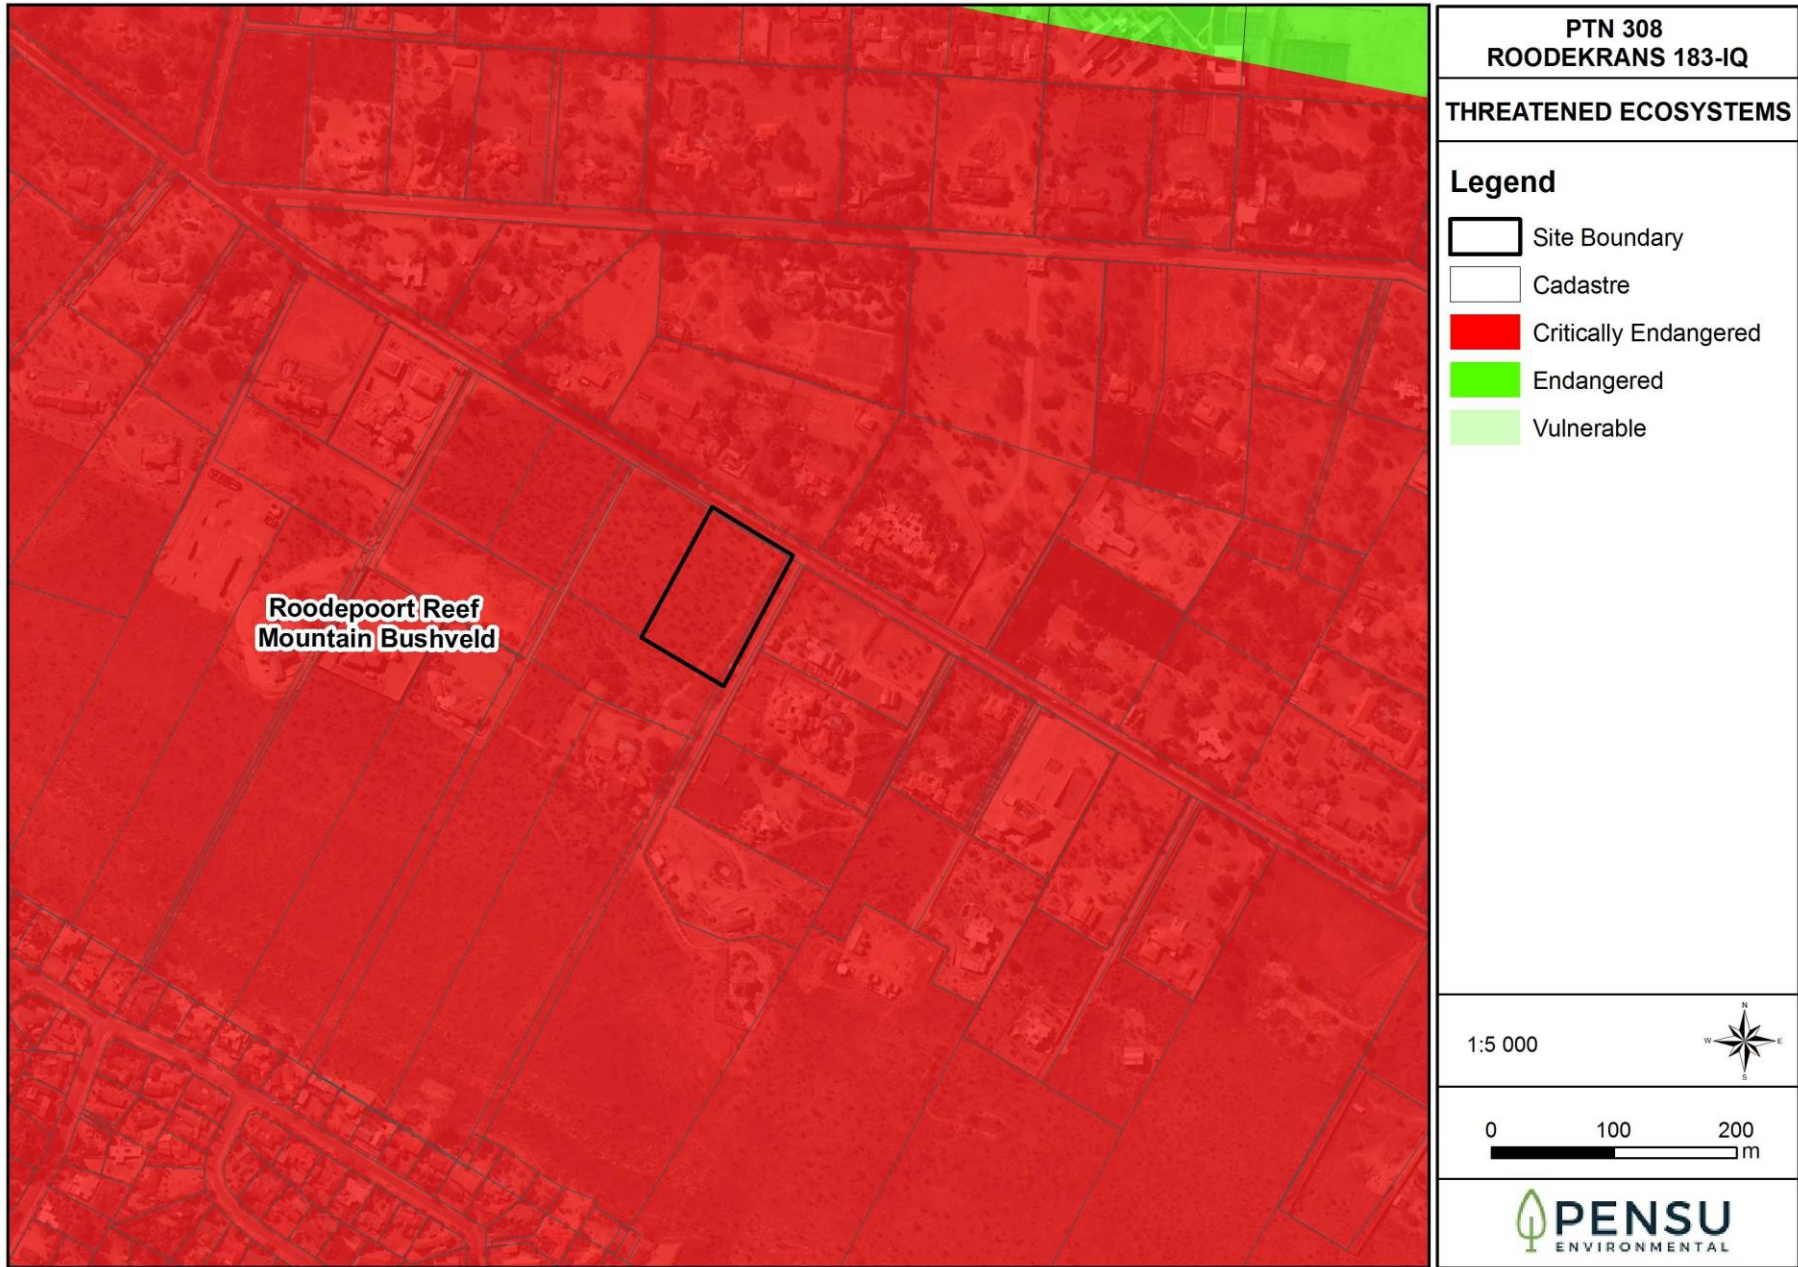 PTN 308
ROODEKRANS 183-IQ
THREATENED ECOSYSTEMS
Legend
Site Boundary
Cadastre
Critically Endangered
Endangered
Vulnerable
Roodepoort Reef
Mountain Bushveld
1:5 000
N
W E
S
0 100 200
m
PENSU
ENVIRONMENTAL